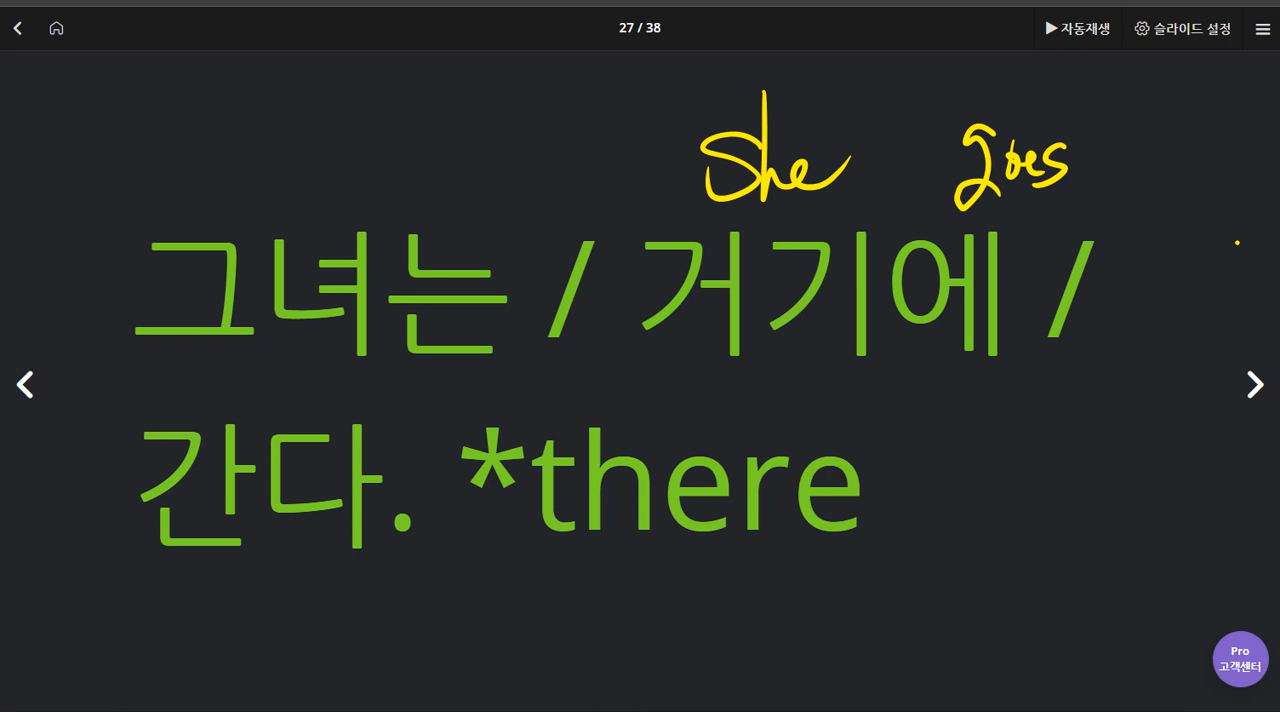 27 / 38
▶ 자동재생 슬라이드 설정
She goes
그녀는 / 거기에 /
간다. *there
Pro
고객센터